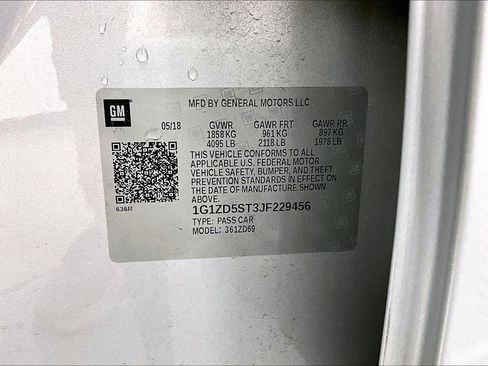 MFD BY GENERAL MOTORS LLC
GM
05/18 GVWR GAWR FRT GAWR RR
1858 KG 961 KG 897 KG
4095 LB 2118 LB 1978 LB
THIS VEHICLE CONFORMS TO ALL
APPLICABLE U.S. FEDERAL MOTOR
VEHICLE SAFETY, BUMPER, AND THEFT
PREVENTION STANDARDS IN EFFECT ON
THE DATE OF MANUFACTURE SHOWN
ABOVE.
636R
1G1ZD5ST3JF229456
TYPE: PASS CAR
MODEL: 361ZD69